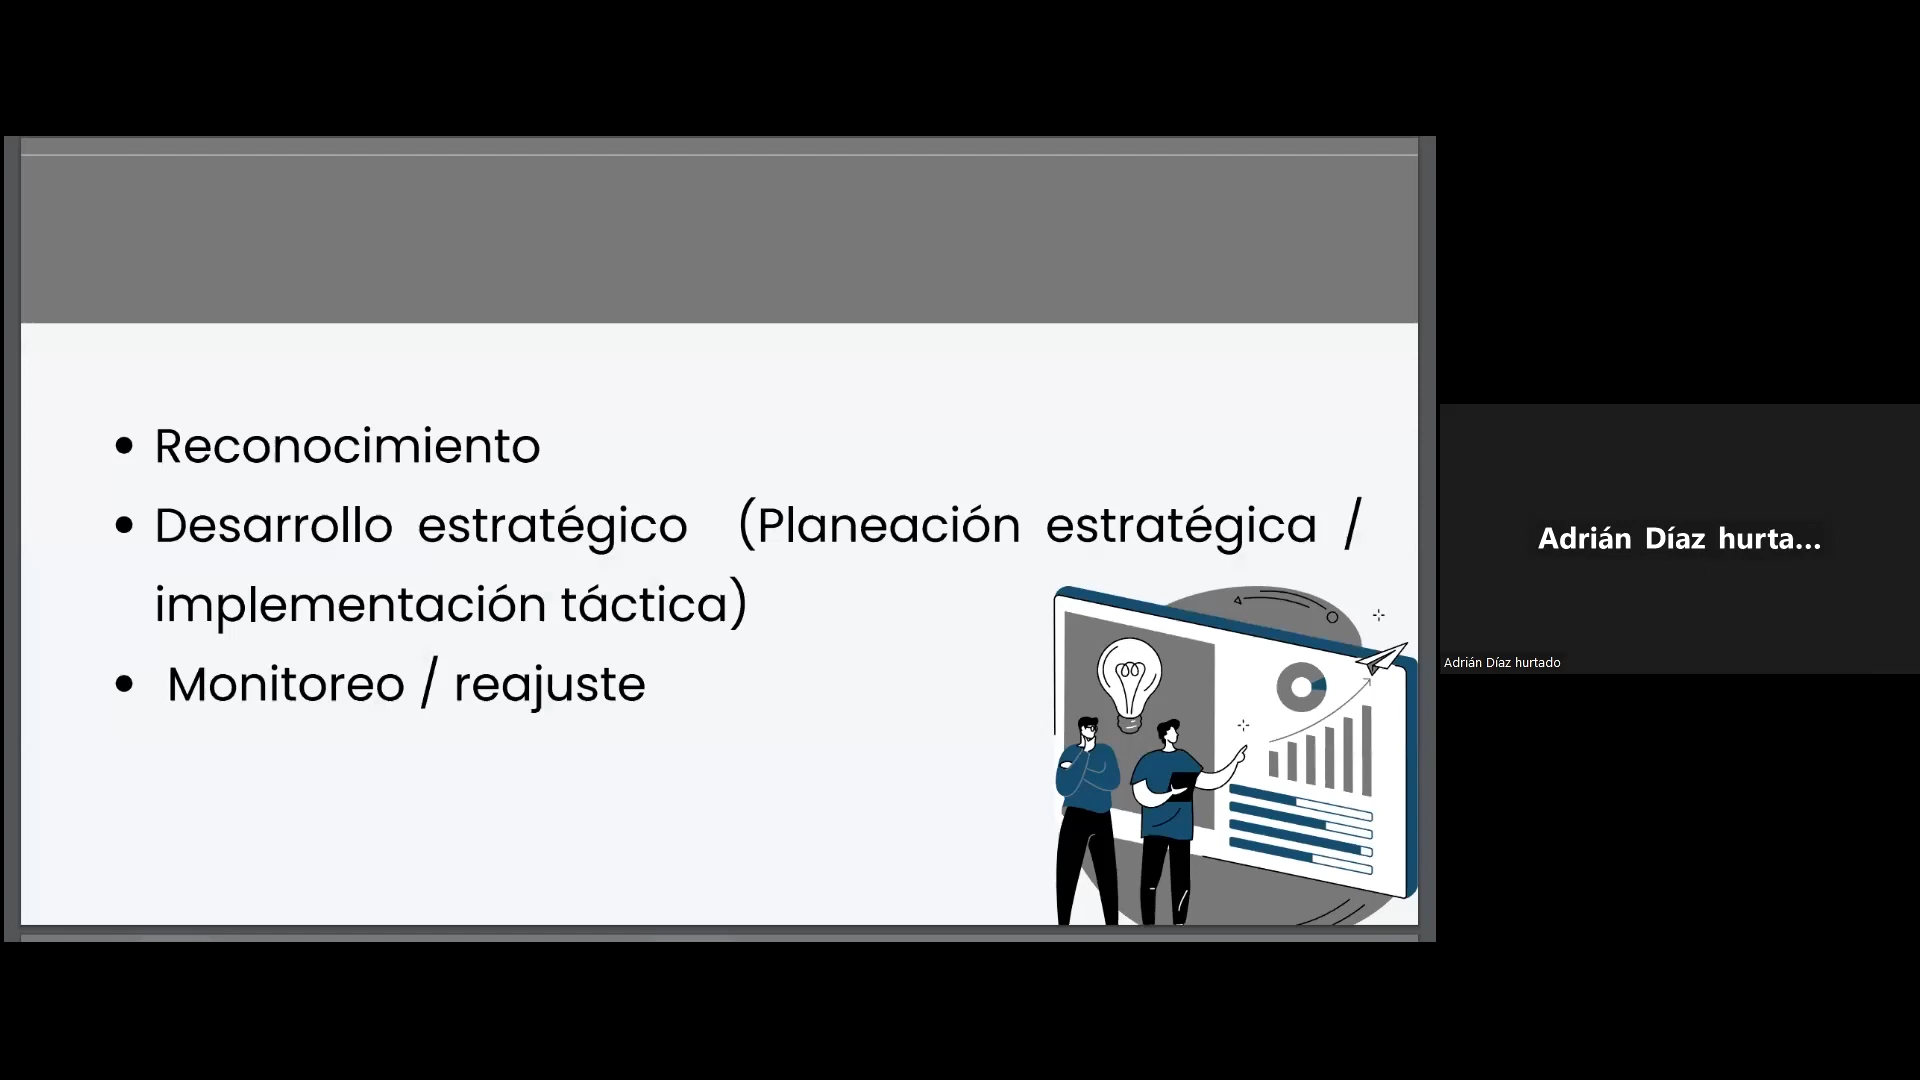 • Reconocimiento
• Desarrollo estratégico (Planeación estratégica /
implementación táctica)
• Monitoreo / reajuste
Adrián Díaz hurta...
Adrián Díaz hurtado